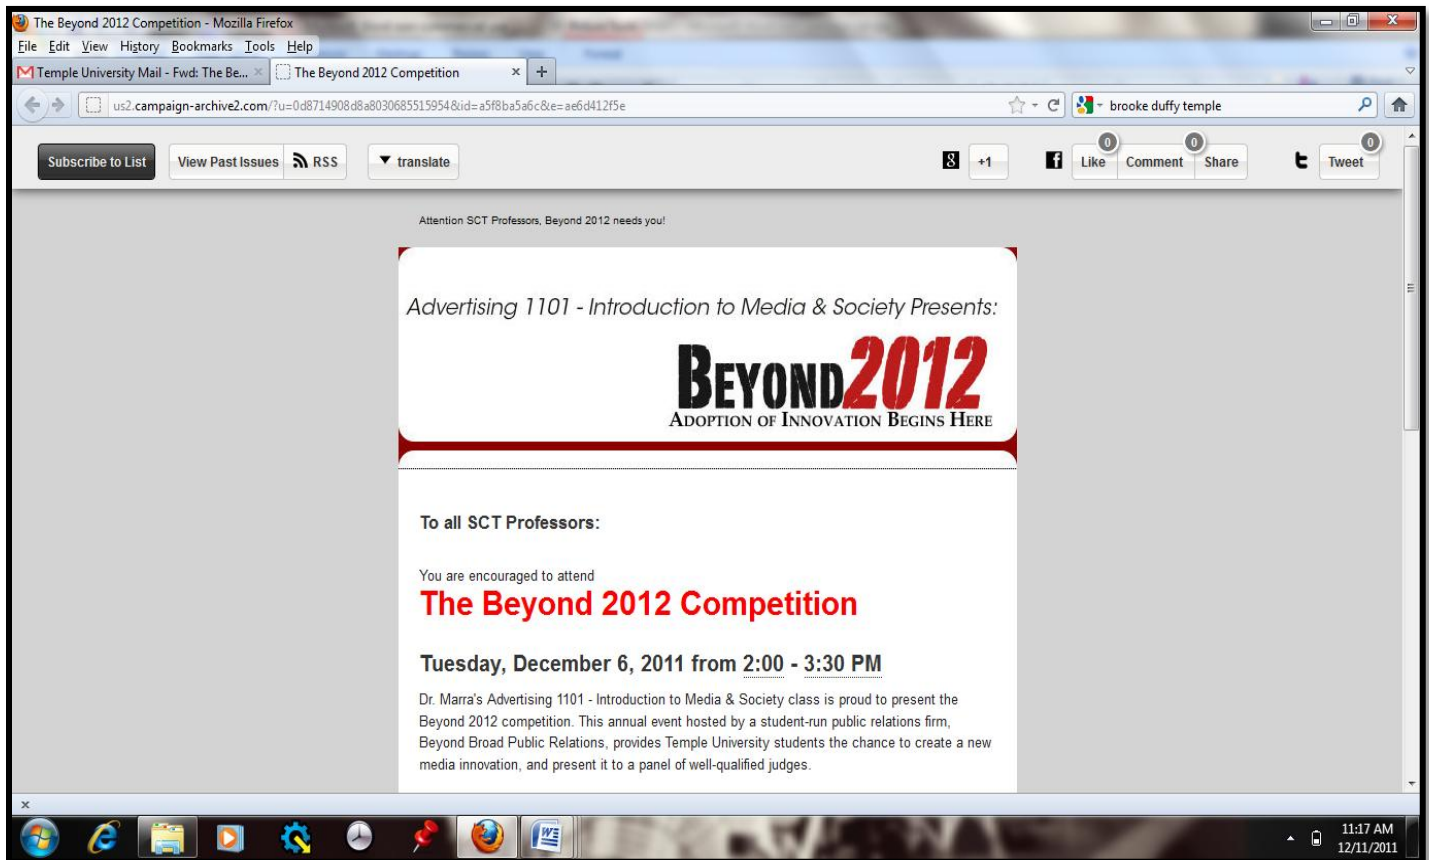 The Beyond 2012 Competition - Mozilla Firefox
File Edit View History Bookmarks Tools Help
Temple University Mail - Fwd: The Be... × The Beyond 2012 Competition × +
us2.campaign-archive2.com/?u=0d8714908d8a8030685515954&id=a5f8ba5a6c&e=ae6d412f5e brooke duffy temple
Subscribe to List View Past Issues RSS translate +1 Like 0 Comment 0 Share Tweet 0
Attention SCT Professors, Beyond 2012 needs you!
Advertising 1101 - Introduction to Media & Society Presents:
BEYOND 2012
ADOPTION OF INNOVATION BEGINS HERE
To all SCT Professors:
You are encouraged to attend
The Beyond 2012 Competition
Tuesday, December 6, 2011 from 2:00 - 3:30 PM
Dr. Marra's Advertising 1101 - Introduction to Media & Society class is proud to present the
Beyond 2012 competition. This annual event hosted by a student-run public relations firm,
Beyond Broad Public Relations, provides Temple University students the chance to create a new
media innovation, and present it to a panel of well-qualified judges.
×
11:17 AM
12/11/2011